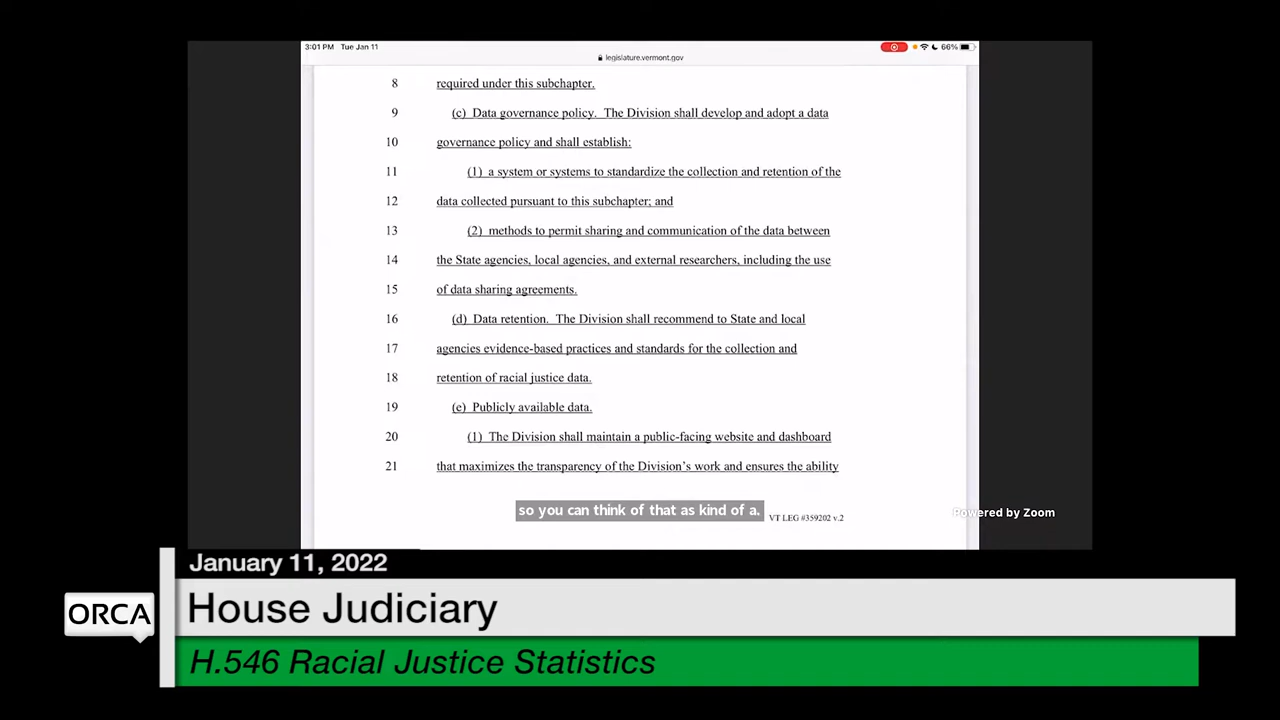 3:01 PM Tue Jan 11
66%
legislature.vermont.gov
8 required under this subchapter.
9 (c) Data governance policy. The Division shall develop and adopt a data
10 governance policy and shall establish:
11 (1) a system or systems to standardize the collection and retention of the
12 data collected pursuant to this subchapter; and
13 (2) methods to permit sharing and communication of the data between
14 the State agencies, local agencies, and external researchers, including the use
15 of data sharing agreements.
16 (d) Data retention. The Division shall recommend to State and local
17 agencies evidence-based practices and standards for the collection and
18 retention of racial justice data.
19 (e) Publicly available data.
20 (1) The Division shall maintain a public-facing website and dashboard
21 that maximizes the transparency of the Division's work and ensures the ability
so you can think of that as kind of a.
VT LEG #359202 v.2
Powered by Zoom
January 11, 2022
ORCA
House Judiciary
H.546 Racial Justice Statistics